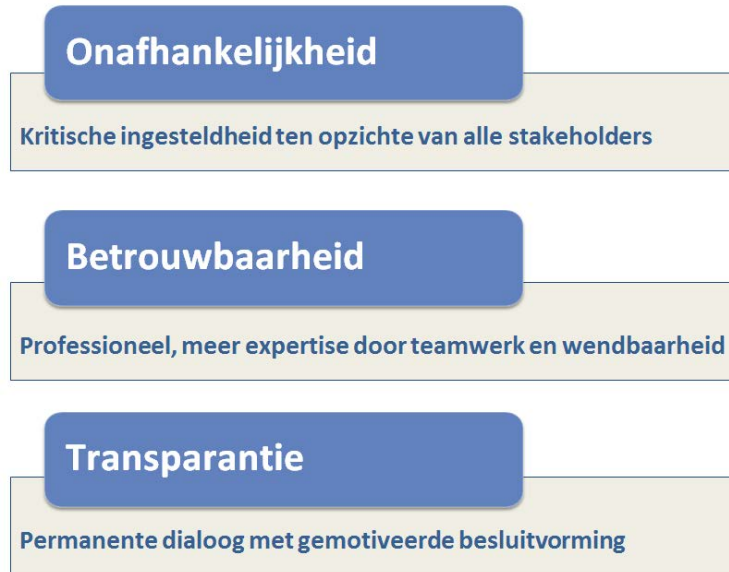 Onafhankelijkheid
Kritische ingesteldheid ten opzichte van alle stakeholders
Betrouwbaarheid
Professioneel, meer expertise door teamwerk en wendbaarheid
Transparantie
Permanente dialoog met gemotiveerde besluitvorming